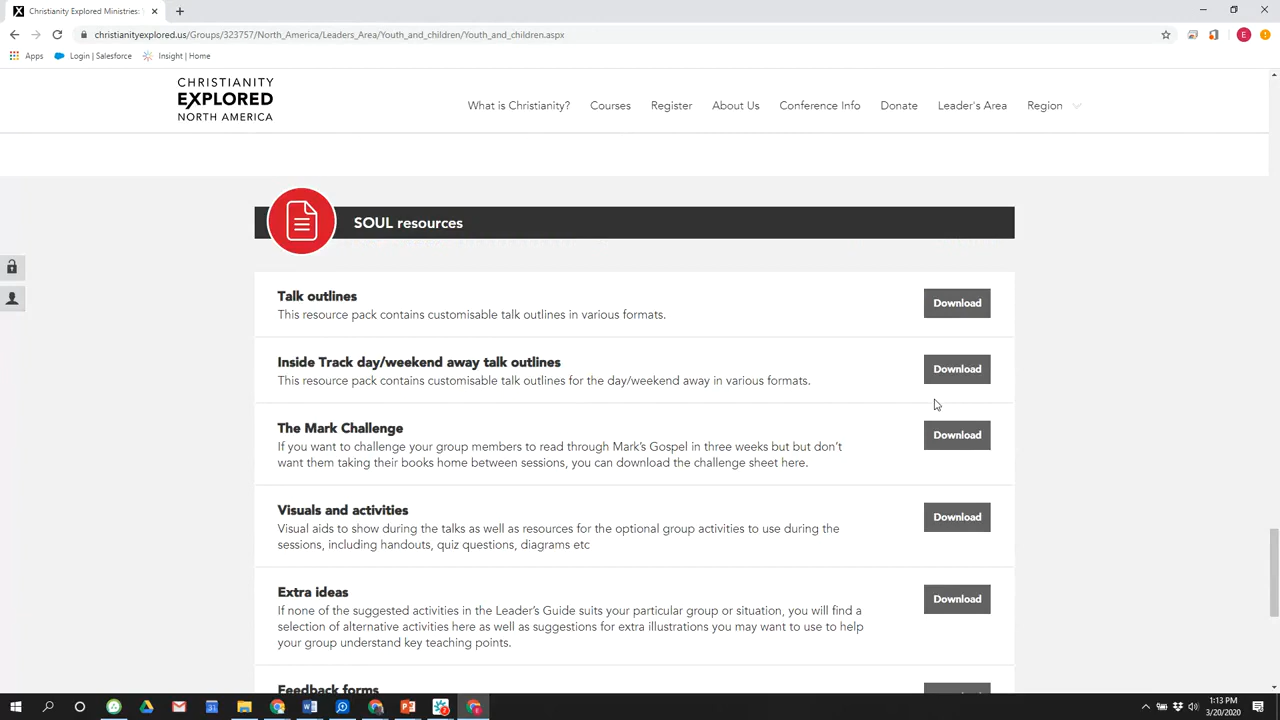 Christianity Explored Ministries:
christianityexplored.us/Groups/323757/North_America/Leaders_Area/Youth_and_children/Youth_and_children.aspx
E
Apps
Login | Salesforce
Insight | Home
CHRISTIANITY
EXPLORED
NORTH AMERICA
What is Christianity?
Courses
Register
About Us
Conference Info
Donate
Leader's Area
Region
SOUL resources
Talk outlines
This resource pack contains customisable talk outlines in various formats.
Download
Inside Track day/weekend away talk outlines
This resource pack contains customisable talk outlines for the day/weekend away in various formats.
Download
The Mark Challenge
If you want to challenge your group members to read through Mark's Gospel in three weeks but but don't
want them taking their books home between sessions, you can download the challenge sheet here.
Download
Visuals and activities
Visual aids to show during the talks as well as resources for the optional group activities to use during the
sessions, including handouts, quiz questions, diagrams etc
Download
Extra ideas
If none of the suggested activities in the Leader's Guide suits your particular group or situation, you will find a
selection of alternative activities here as well as suggestions for extra illustrations you may want to use to help
your group understand key teaching points.
Download
Feedback forms
1:13 PM
3/20/2020